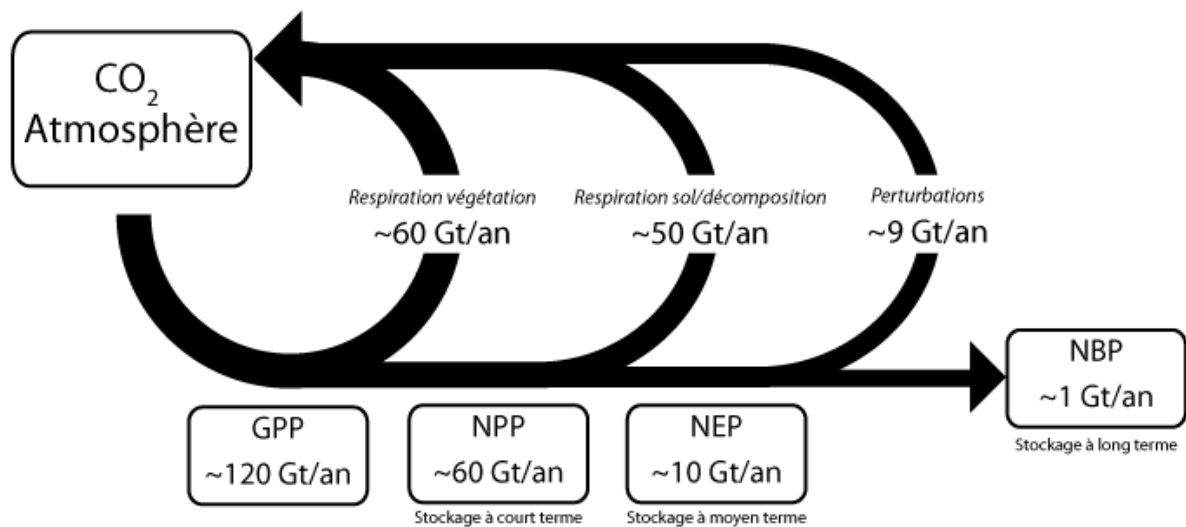 CO₂
Atmosphère
Respiration végétation
~60 Gt/an
Respiration sol/décomposition
~50 Gt/an
Perturbations
~9 Gt/an
GPP
~120 Gt/an
NPP
~60 Gt/an
Stockage à court terme
NEP
~10 Gt/an
Stockage à moyen terme
NBP
~1 Gt/an
Stockage à long terme